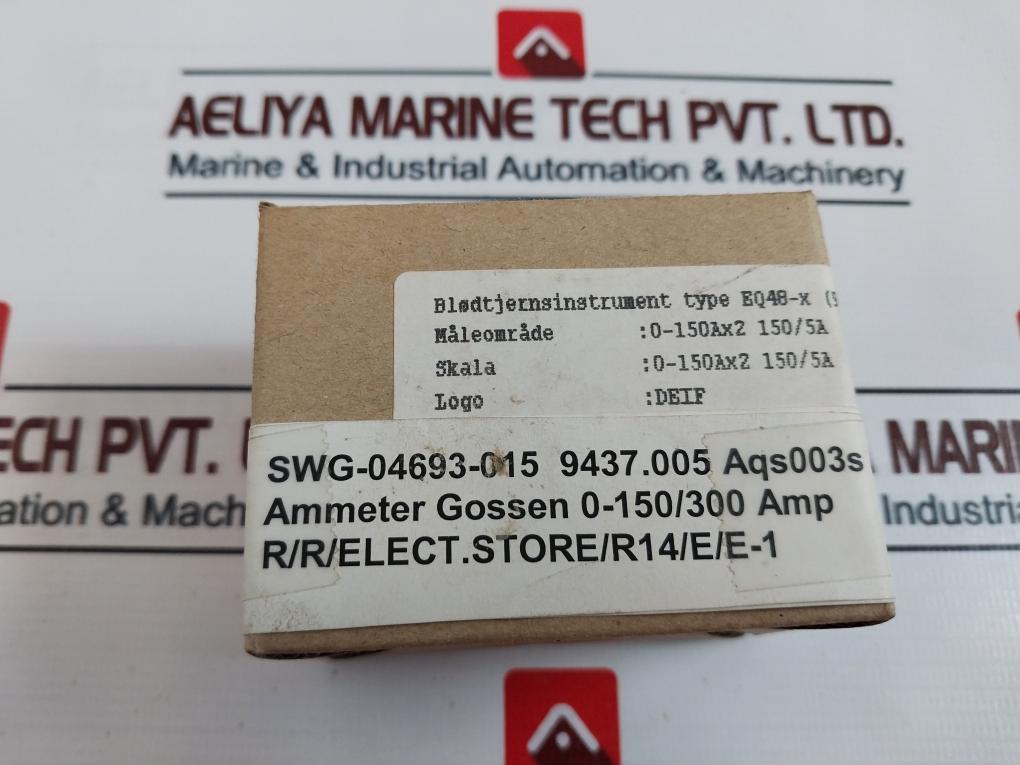 AELIYA MARINE TECH PVT. LTD.
Marine & Industrial Automation & Machinery
Blødtjernsinstrument type EQ48-x
Måleområde :0-150Ax2 150/5A
Skala :0-150Ax2 150/5A
Logo :DEIF
SWG-04693-015 9437.005 Aqs003s
Ammeter Gossen 0-150/300 Amp
R/R/ELECT.STORE/R14/E/E-1
ECH PVT.
ation & Mach
MARIN
Industria